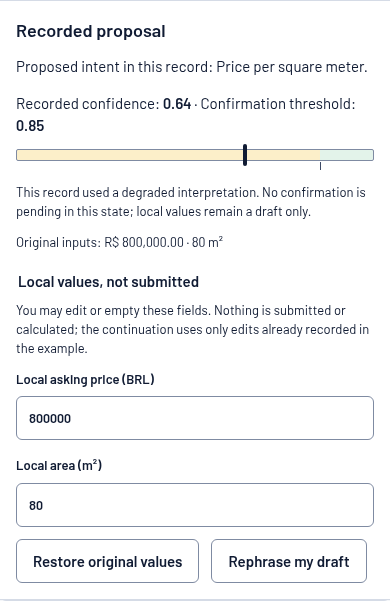 Recorded proposal
Proposed intent in this record: Price per square meter.
Recorded confidence: 0.64 · Confirmation threshold:
0.85
This record used a degraded interpretation. No confirmation is
pending in this state; local values remain a draft only.
Original inputs: R$ 800,000.00 · 80 m²
Local values, not submitted
You may edit or empty these fields. Nothing is submitted or
calculated; the continuation uses only edits already recorded in
the example.
Local asking price (BRL)
800000
Local area (m²)
80
Restore original values
Rephrase my draft